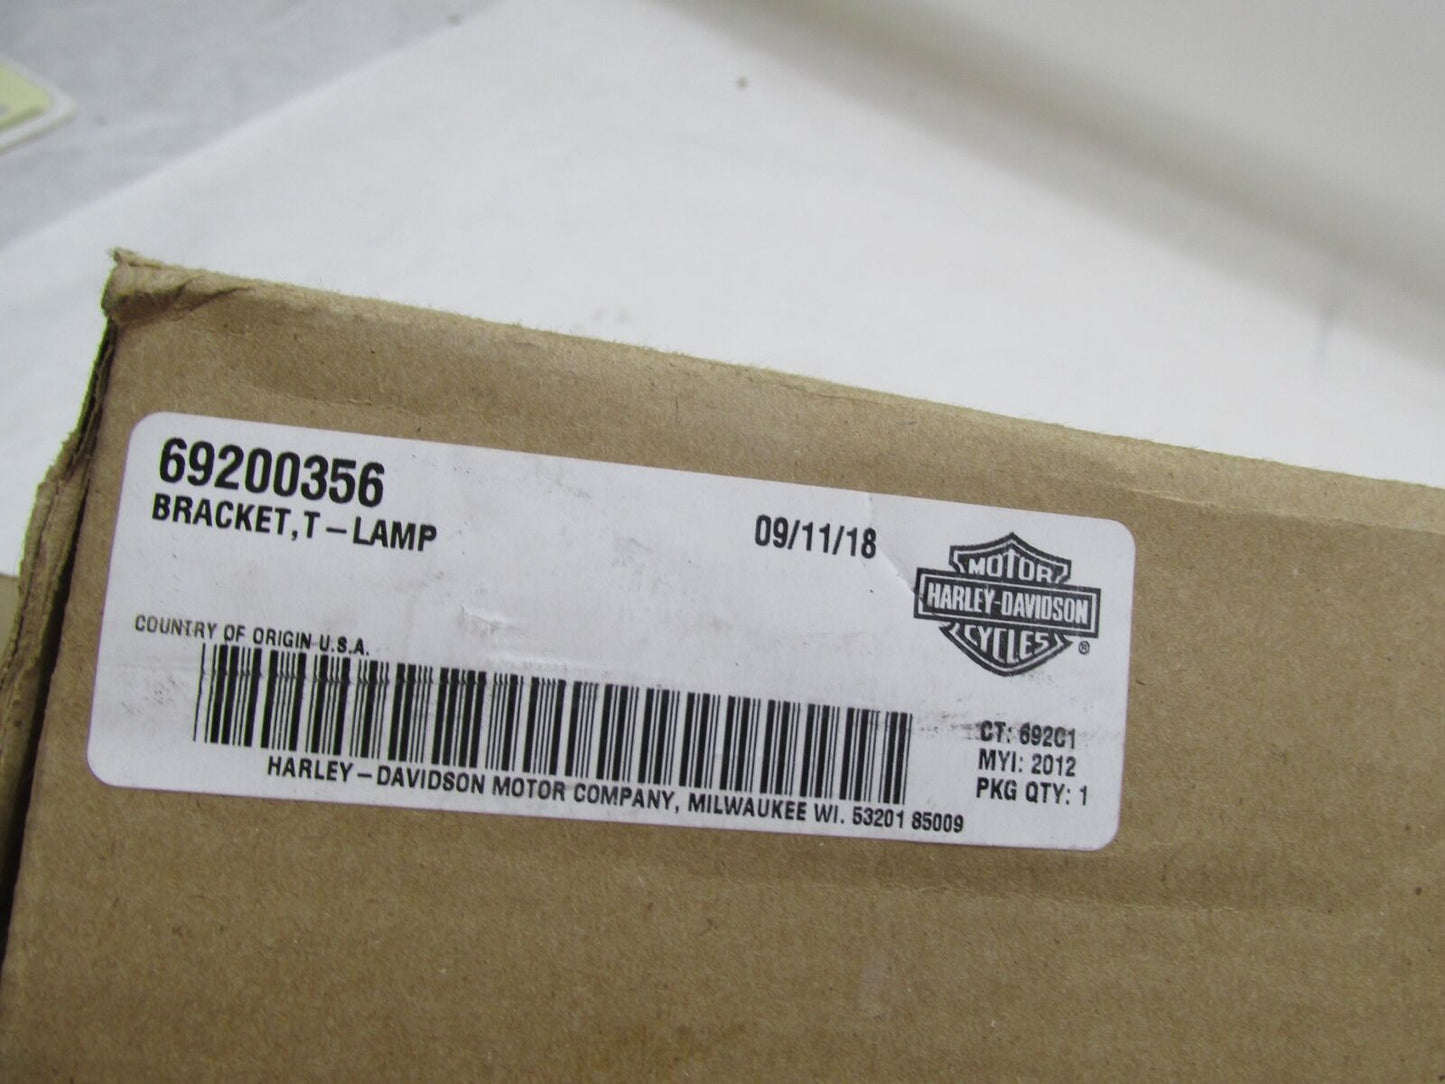 69200356
BRACKET,T-LAMP
09/11/18
MOTOR
HARLEY-DAVIDSON
CYCLES
®
COUNTRY OF ORIGIN U.S.A.
CT: 69201
MYI: 2012
PKG QTY: 1
HARLEY-DAVIDSON MOTOR COMPANY, MILWAUKEE WI. 53201 85009